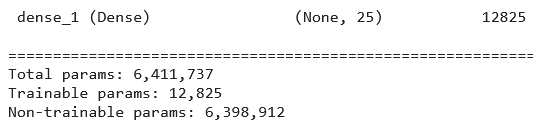 dense_1 (Dense) (None, 25) 12825
=================================================================
Total params: 6,411,737
Trainable params: 12,825
Non-trainable params: 6,398,912